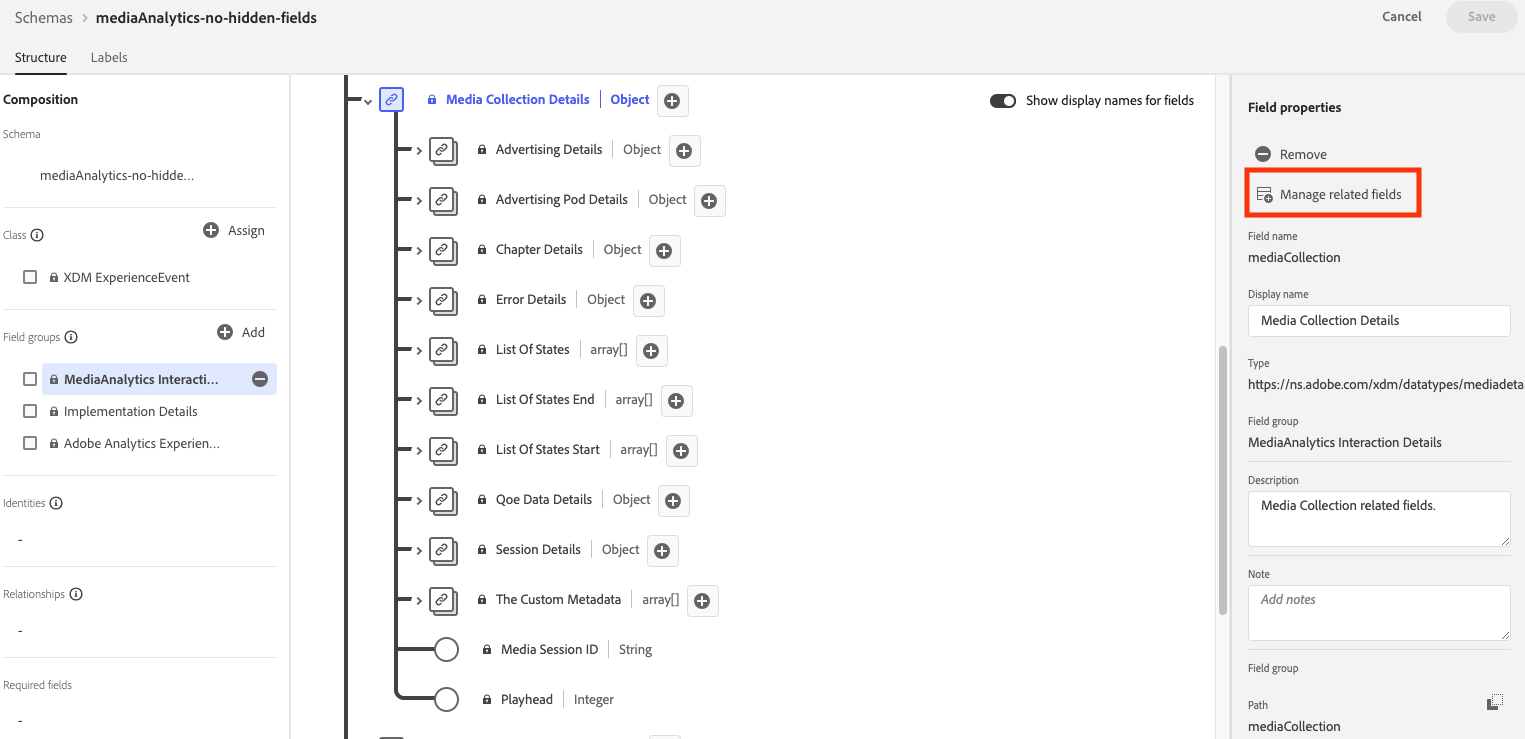 Schemas > mediaAnalytics-no-hidden-fields
Cancel
Save
Structure
Labels
Composition
Schema
mediaAnalytics-no-hidde...
Class
Assign
XDM ExperienceEvent
Field groups
Add
MediaAnalytics Interacti...
Implementation Details
Adobe Analytics Experien...
Identities
-
Relationships
-
Required fields
-
Media Collection Details | Object
Show display names for fields
Advertising Details | Object
Advertising Pod Details | Object
Chapter Details | Object
Error Details | Object
List Of States | array[]
List Of States End | array[]
List Of States Start | array[]
Qoe Data Details | Object
Session Details | Object
The Custom Metadata | array[]
Media Session ID | String
Playhead | Integer
Field properties
Remove
Manage related fields
Field name
mediaCollection
Display name
Media Collection Details
Type
https://ns.adobe.com/xdm/datatypes/mediadeta
Field group
MediaAnalytics Interaction Details
Description
Media Collection related fields.
Note
Add notes
Field group
Path
mediaCollection